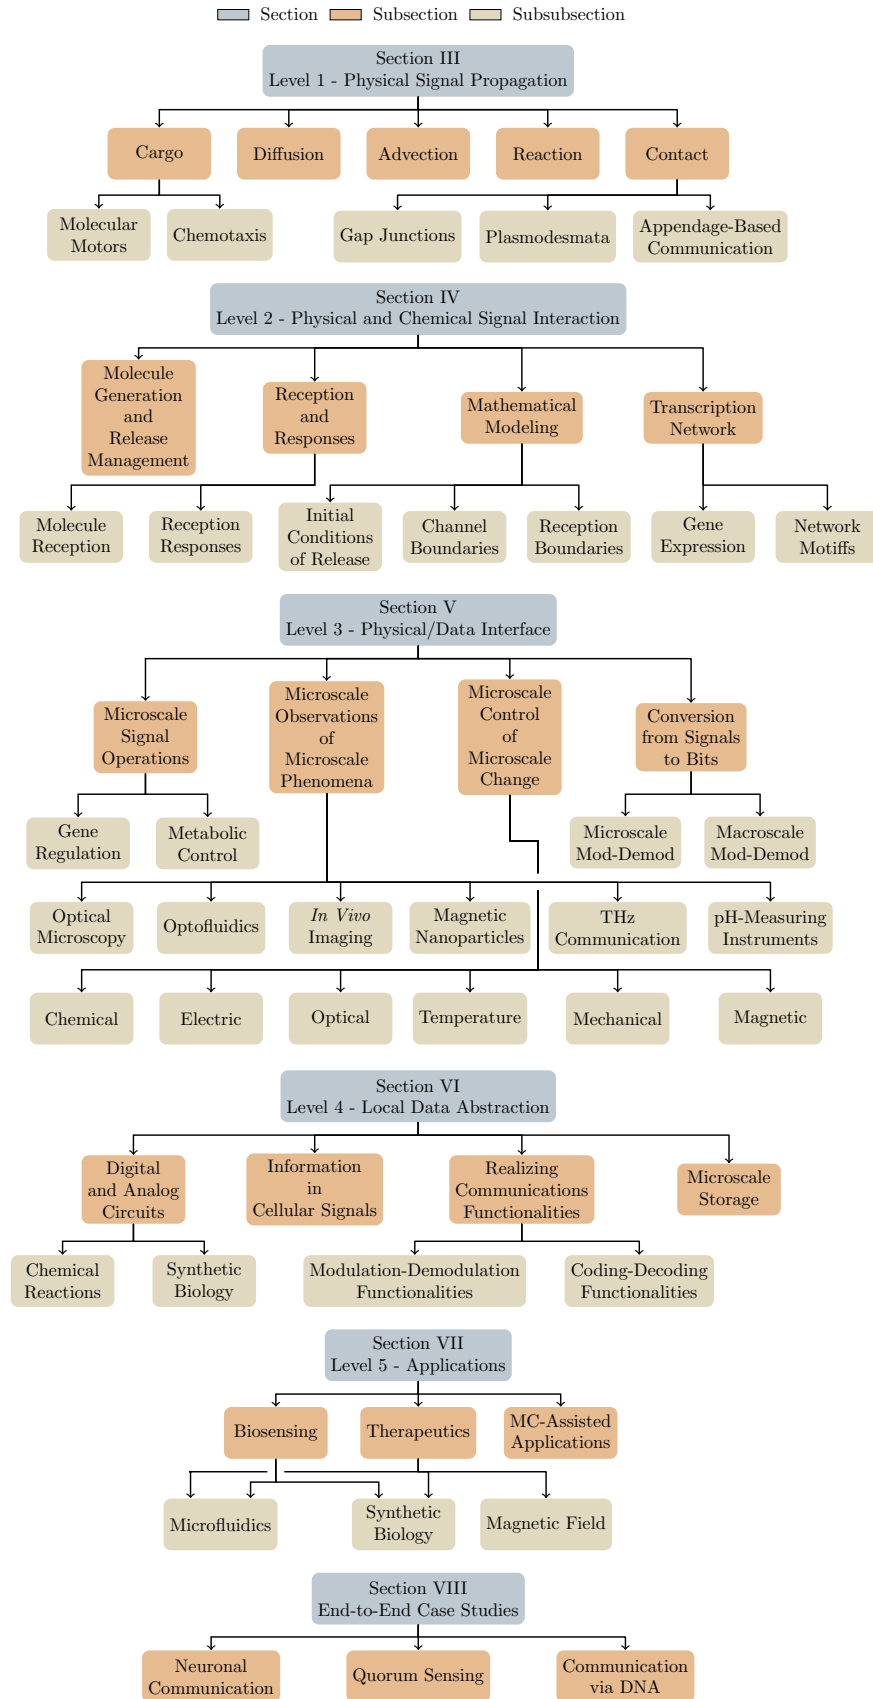 Section Subsection Subsubsection
Section III
Level 1 - Physical Signal Propagation
Cargo
Diffusion
Advection
Reaction
Contact
Molecular
Motors
Chemotaxis
Gap Junctions
Plasmodesmata
Appendage-Based
Communication
Section IV
Level 2 - Physical and Chemical Signal Interaction
Molecule
Generation
and
Release
Management
Reception
and
Responses
Mathematical
Modeling
Transcription
Network
Molecule
Reception
Reception
Responses
Initial
Conditions
of Release
Channel
Boundaries
Reception
Boundaries
Gene
Expression
Network
Motiffs
Section V
Level 3 - Physical/Data Interface
Microscale
Signal
Operations
Microscale
Observations
of
Microscale
Phenomena
Microscale
Control
of
Microscale
Change
Conversion
from Signals
to Bits
Gene
Regulation
Metabolic
Control
Microscale
Mod-Demod
Macroscale
Mod-Demod
Optical
Microscopy
Optofluidics
In Vivo
Imaging
Magnetic
Nanoparticles
THz
Communication
pH-Measuring
Instruments
Chemical
Electric
Optical
Temperature
Mechanical
Magnetic
Section VI
Level 4 - Local Data Abstraction
Digital
and Analog
Circuits
Information
in
Cellular Signals
Realizing
Communications
Functionalities
Microscale
Storage
Chemical
Reactions
Synthetic
Biology
Modulation-Demodulation
Functionalities
Coding-Decoding
Functionalities
Section VII
Level 5 - Applications
Biosensing
Therapeutics
MC-Assisted
Applications
Microfluidics
Synthetic
Biology
Magnetic Field
Section VIII
End-to-End Case Studies
Neuronal
Communication
Quorum Sensing
Communication
via DNA